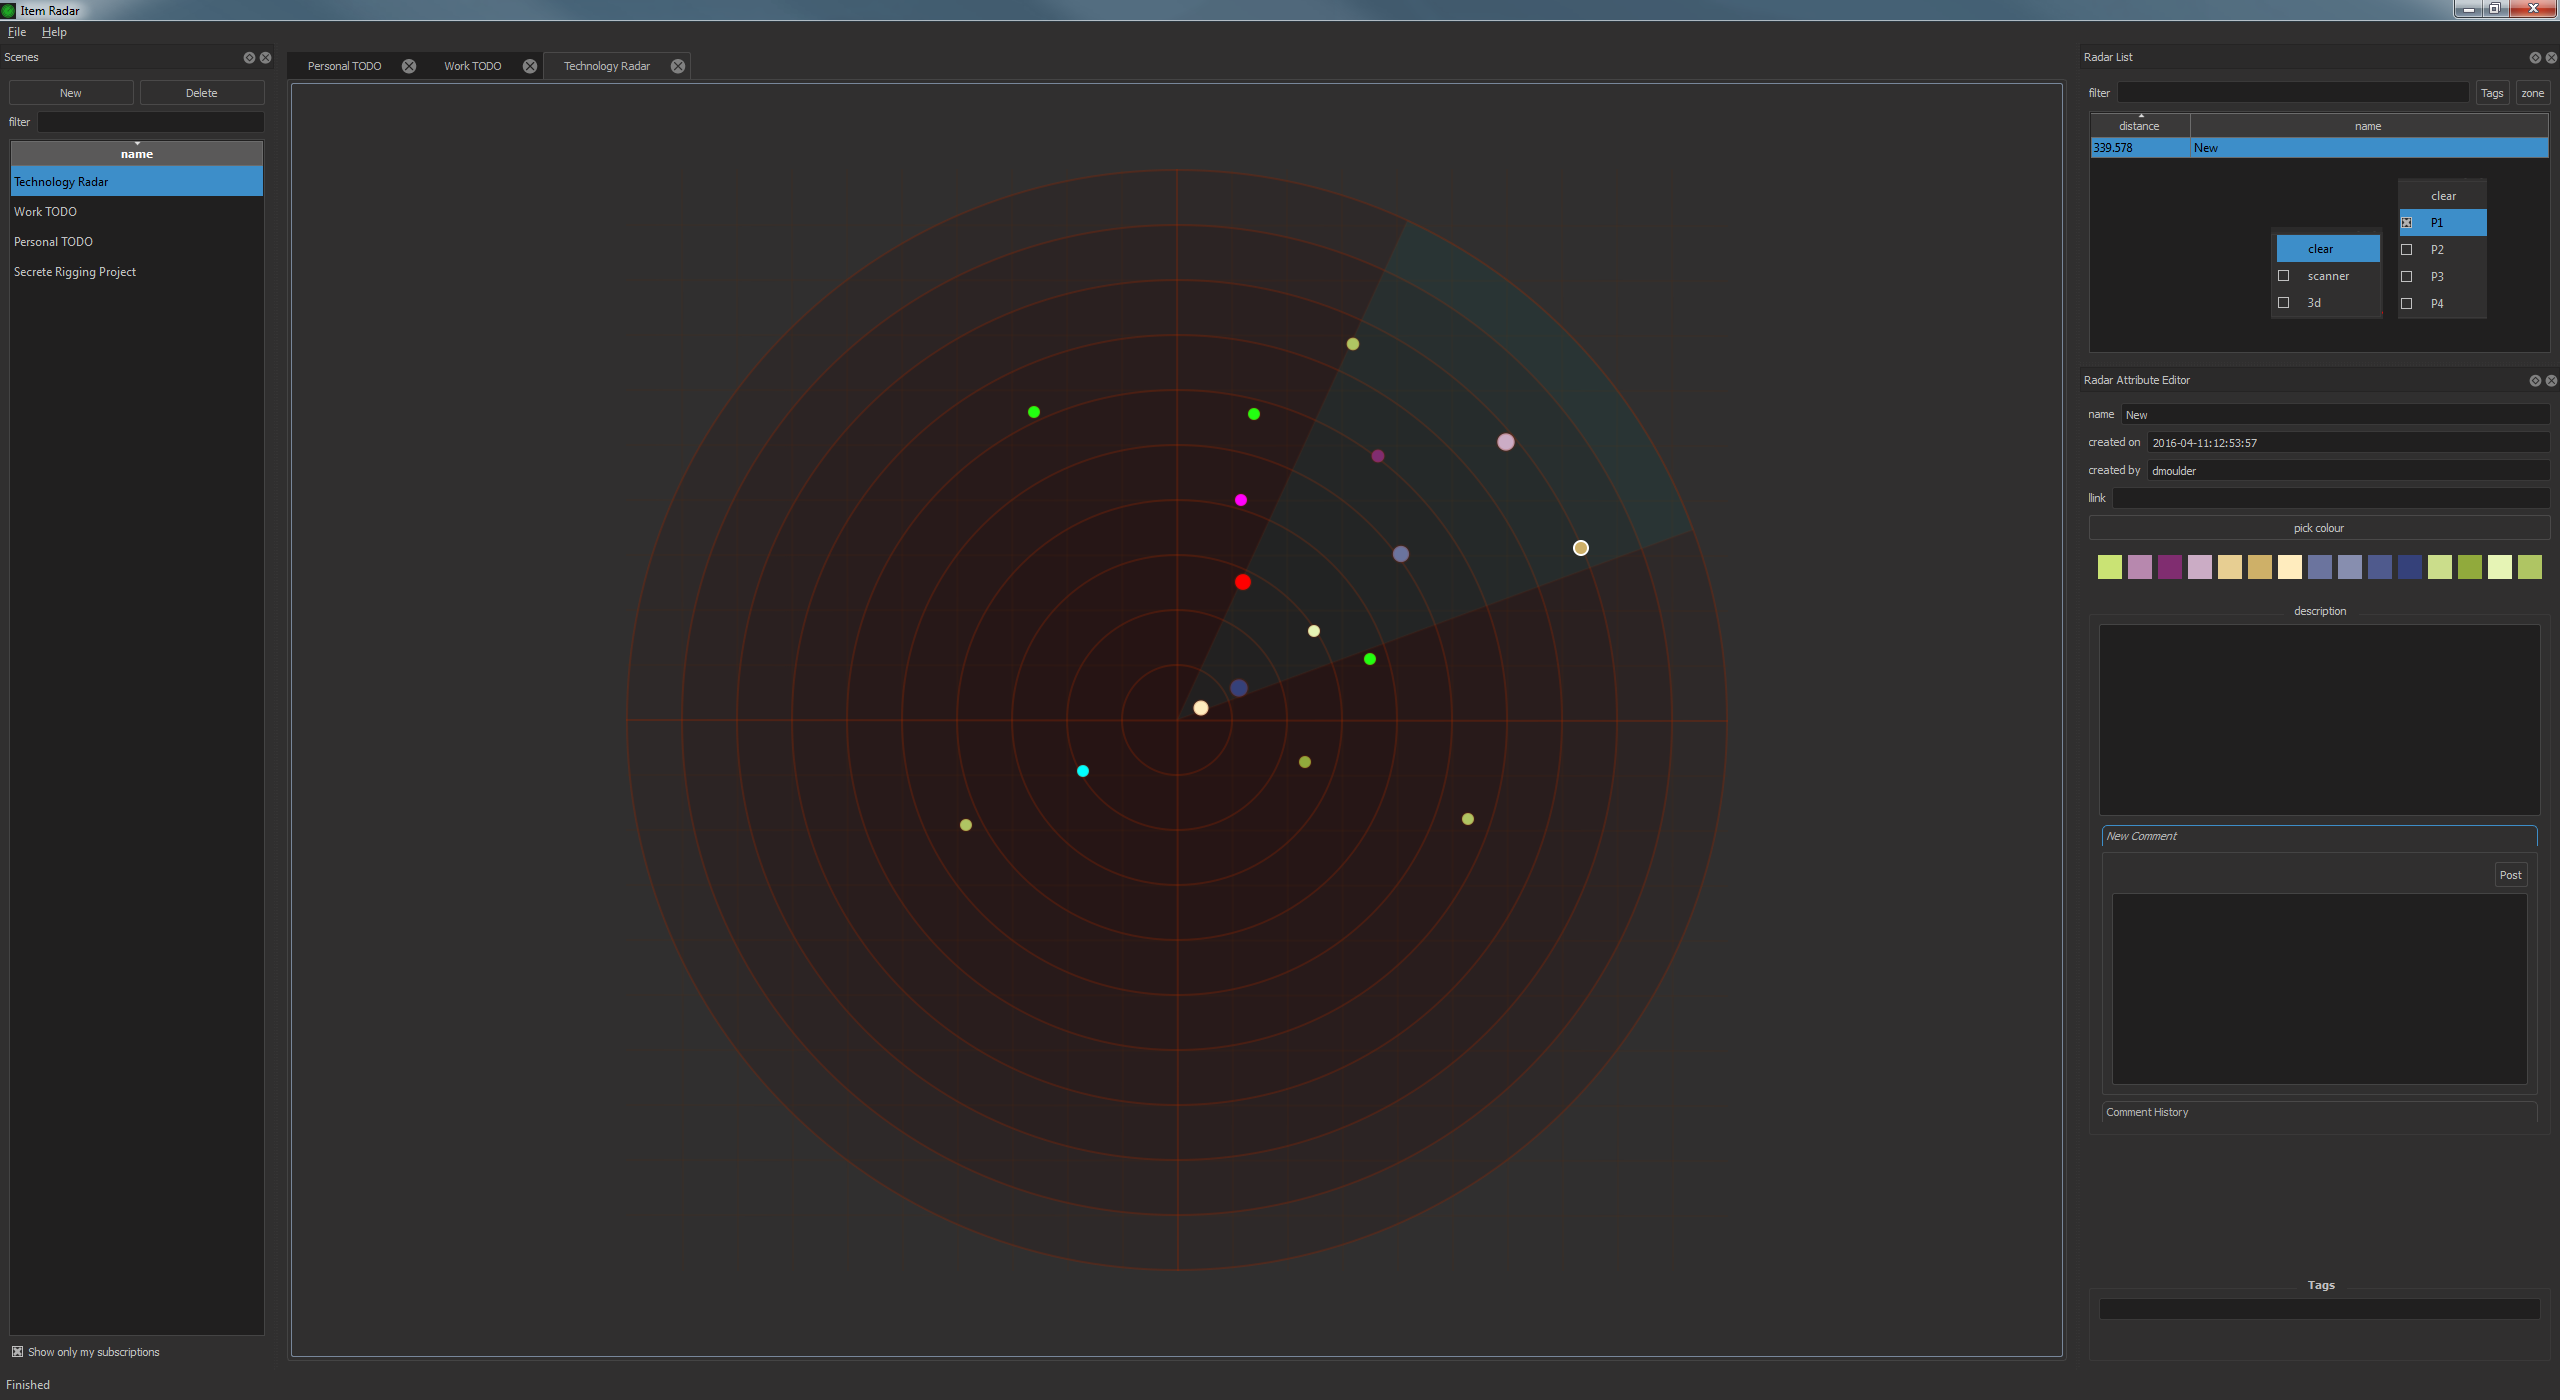 Item Radar
File Help
Scenes
New Delete
filter
name
Technology Radar
Work TODO
Personal TODO
Secrete Rigging Project
Show only my subscriptions
Finished
Personal TODO Work TODO Technology Radar
Radar List
filter Tags zone
distance name
339.578 New
clear
P1
P2
P3
P4
clear
scanner
3d
Radar Attribute Editor
name New
created on 2016-04-11:12:53:57
created by dmoulder
llink
pick colour
description
New Comment
Post
Comment History
Tags